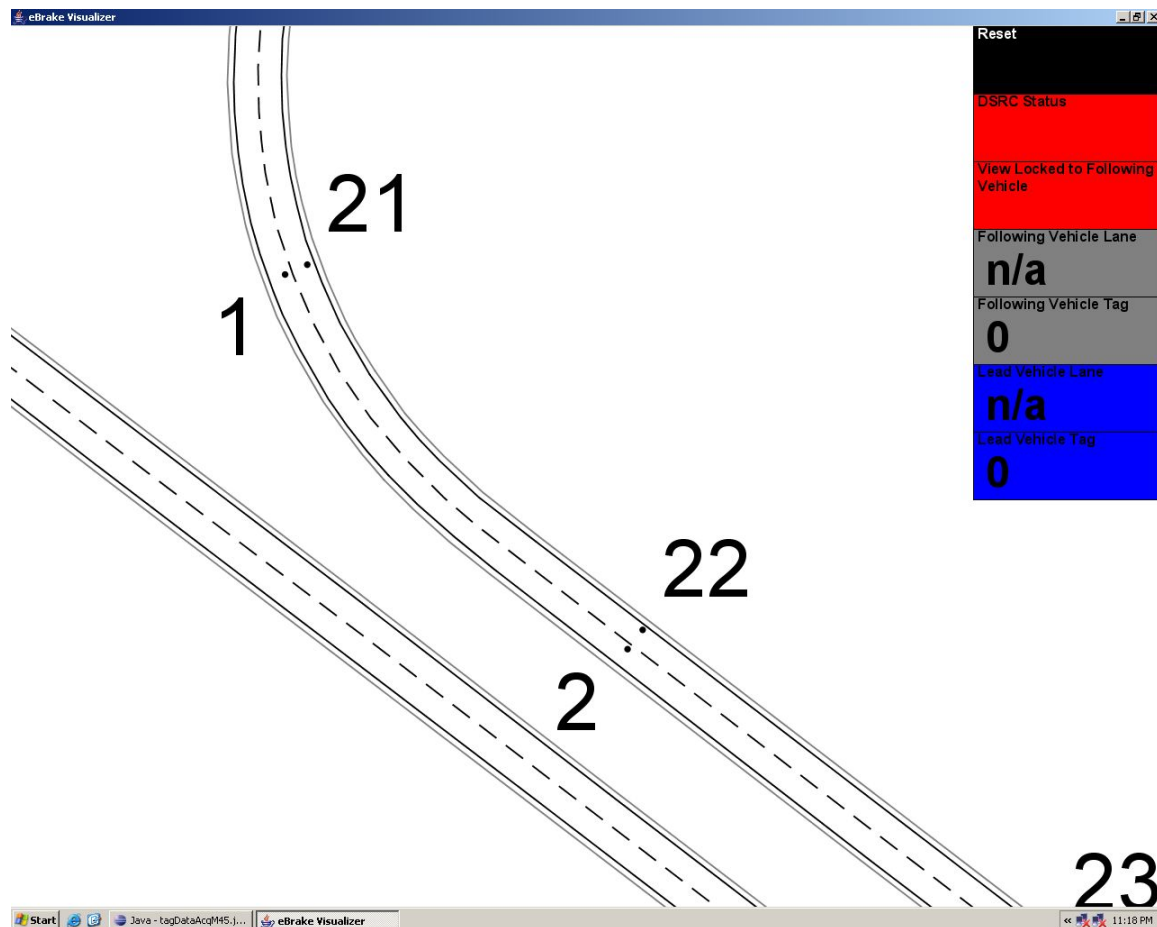 eBrake Visualizer
Reset
DSRC Status
View Locked to Following
Vehicle
Following Vehicle Lane
n/a
Following Vehicle Tag
0
Lead Vehicle Lane
n/a
Lead Vehicle Tag
0
21
1
22
2
23
Start
Java - tagDataAcqM45.j...
eBrake Visualizer
«
11:18 PM